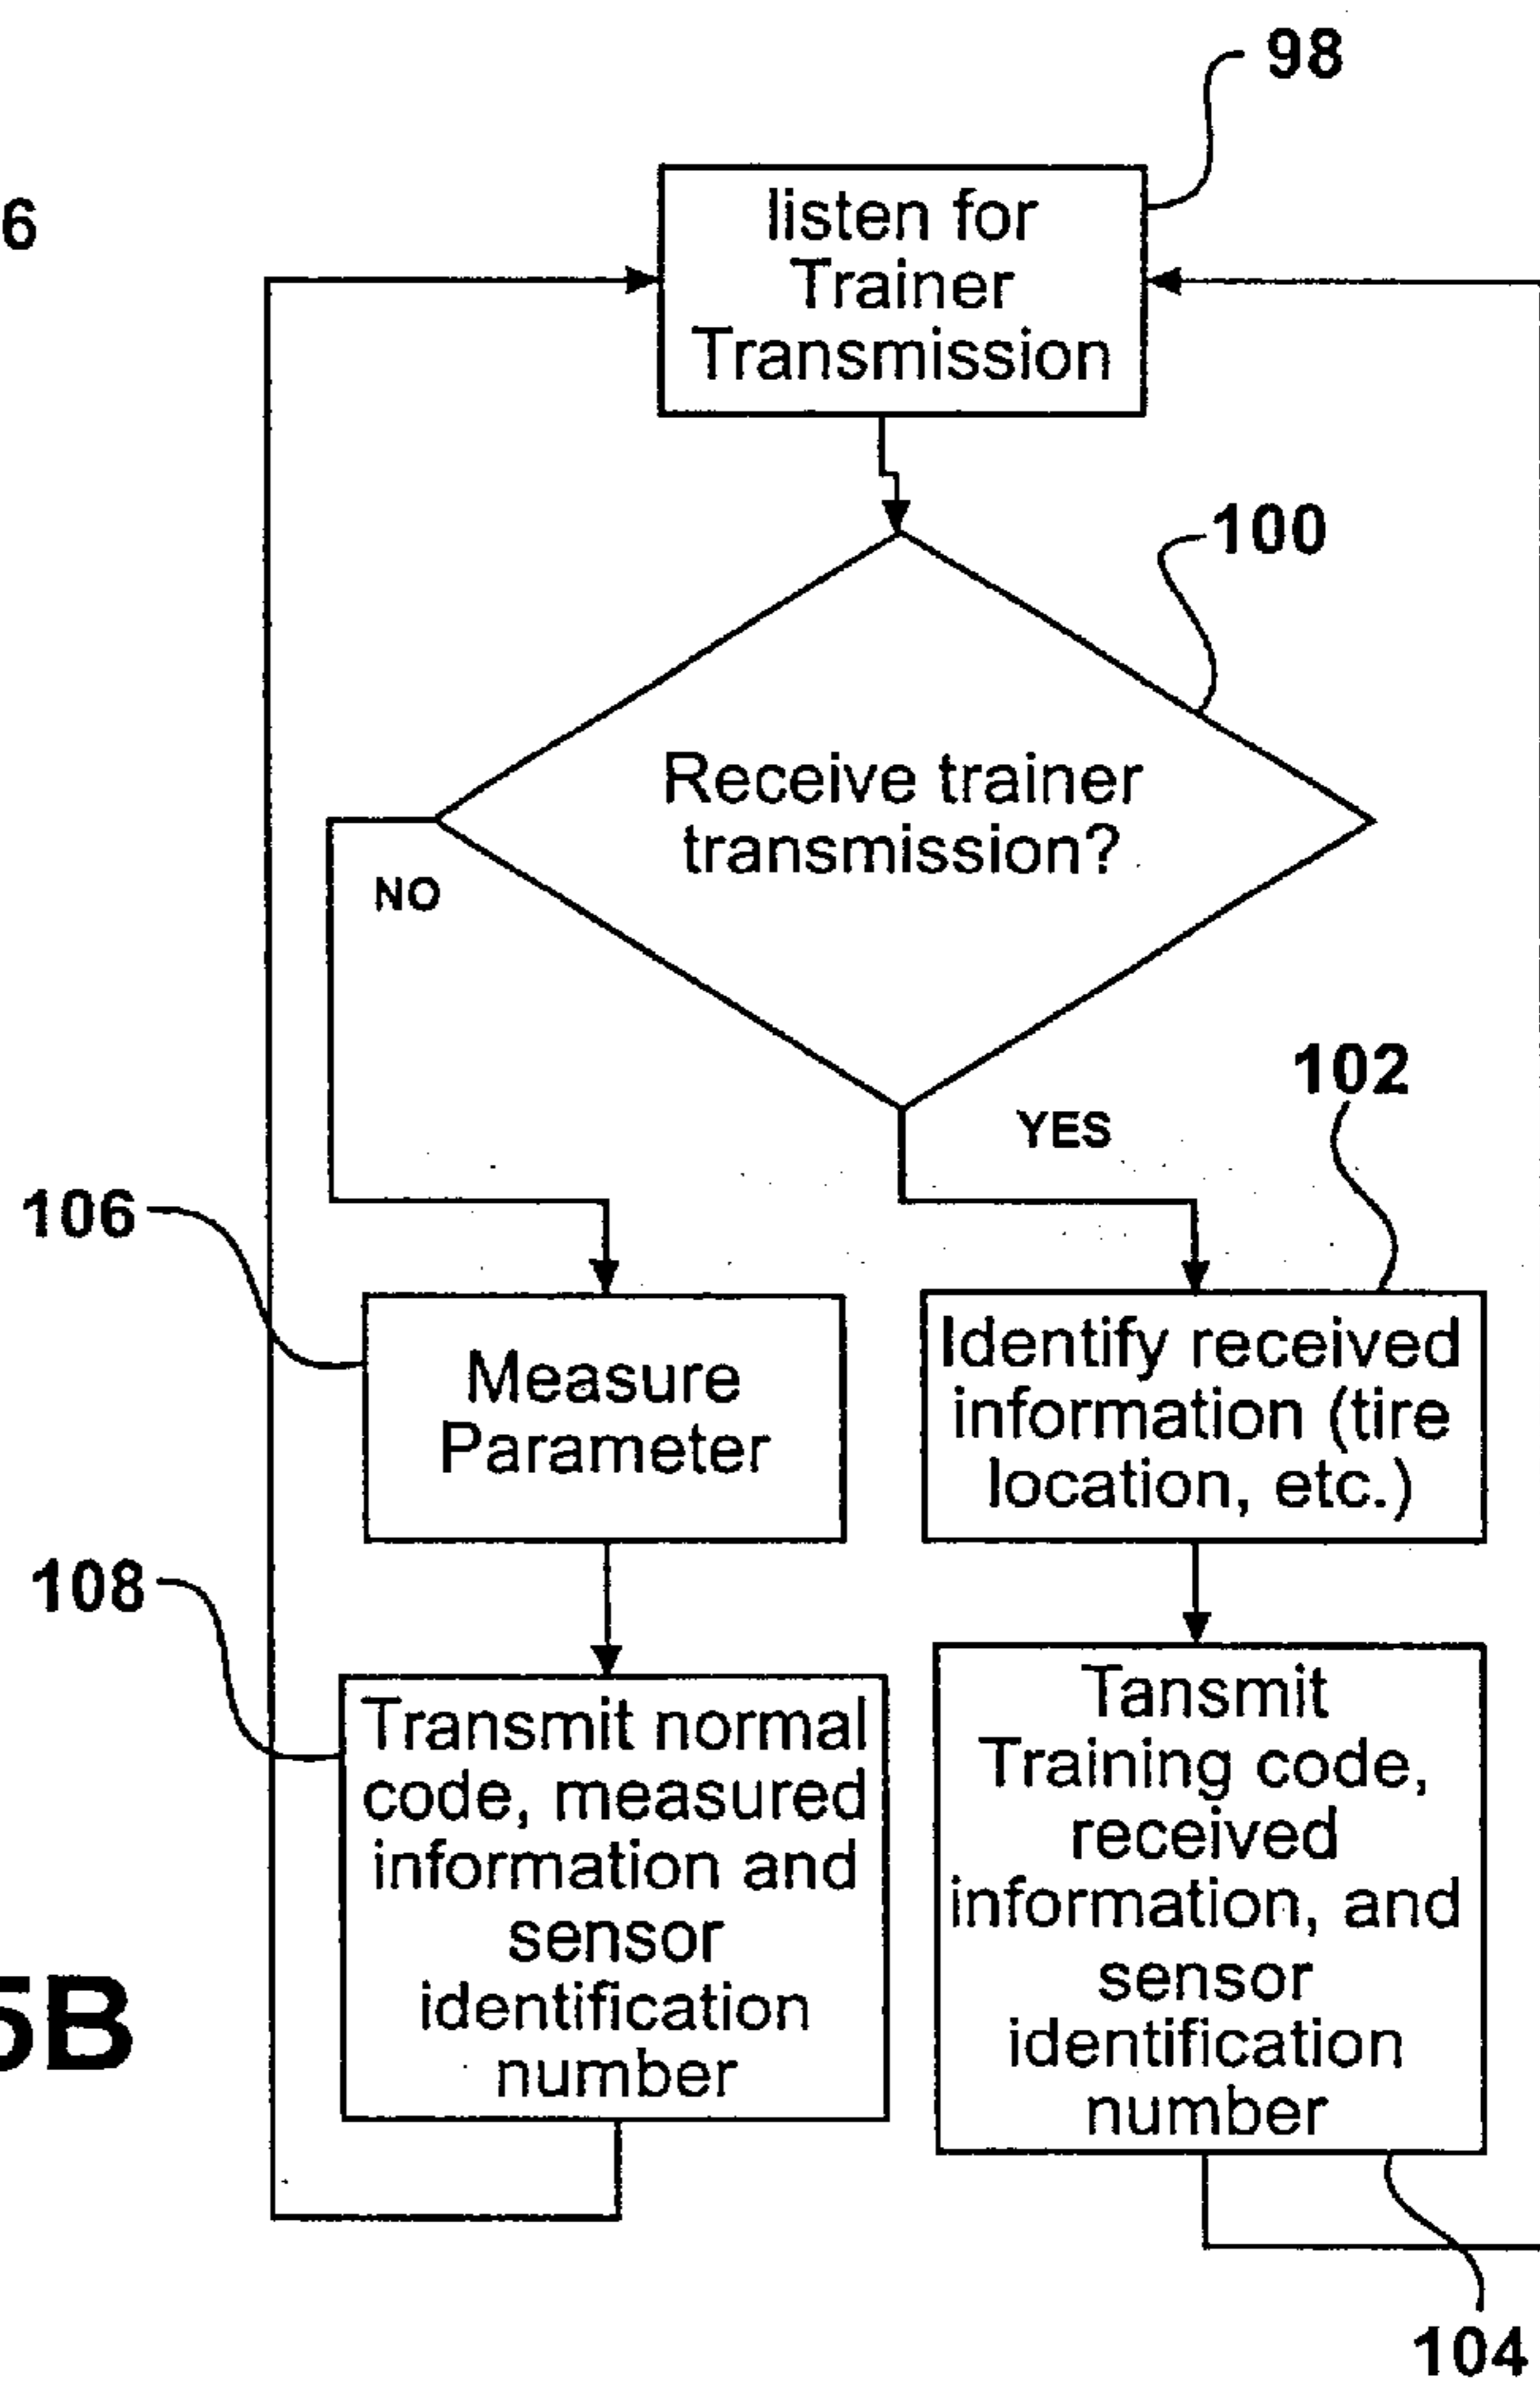 98
6
listen for
Trainer
Transmission
100
Receive trainer
transmission?
NO
YES
102
106
Identify received
information (tire
location, etc.)
Measure
Parameter
108
Transmit normal
code, measured
information and
sensor
identification
number
Tansmit
Training code,
received
information, and
sensor
identification
number
5B
104